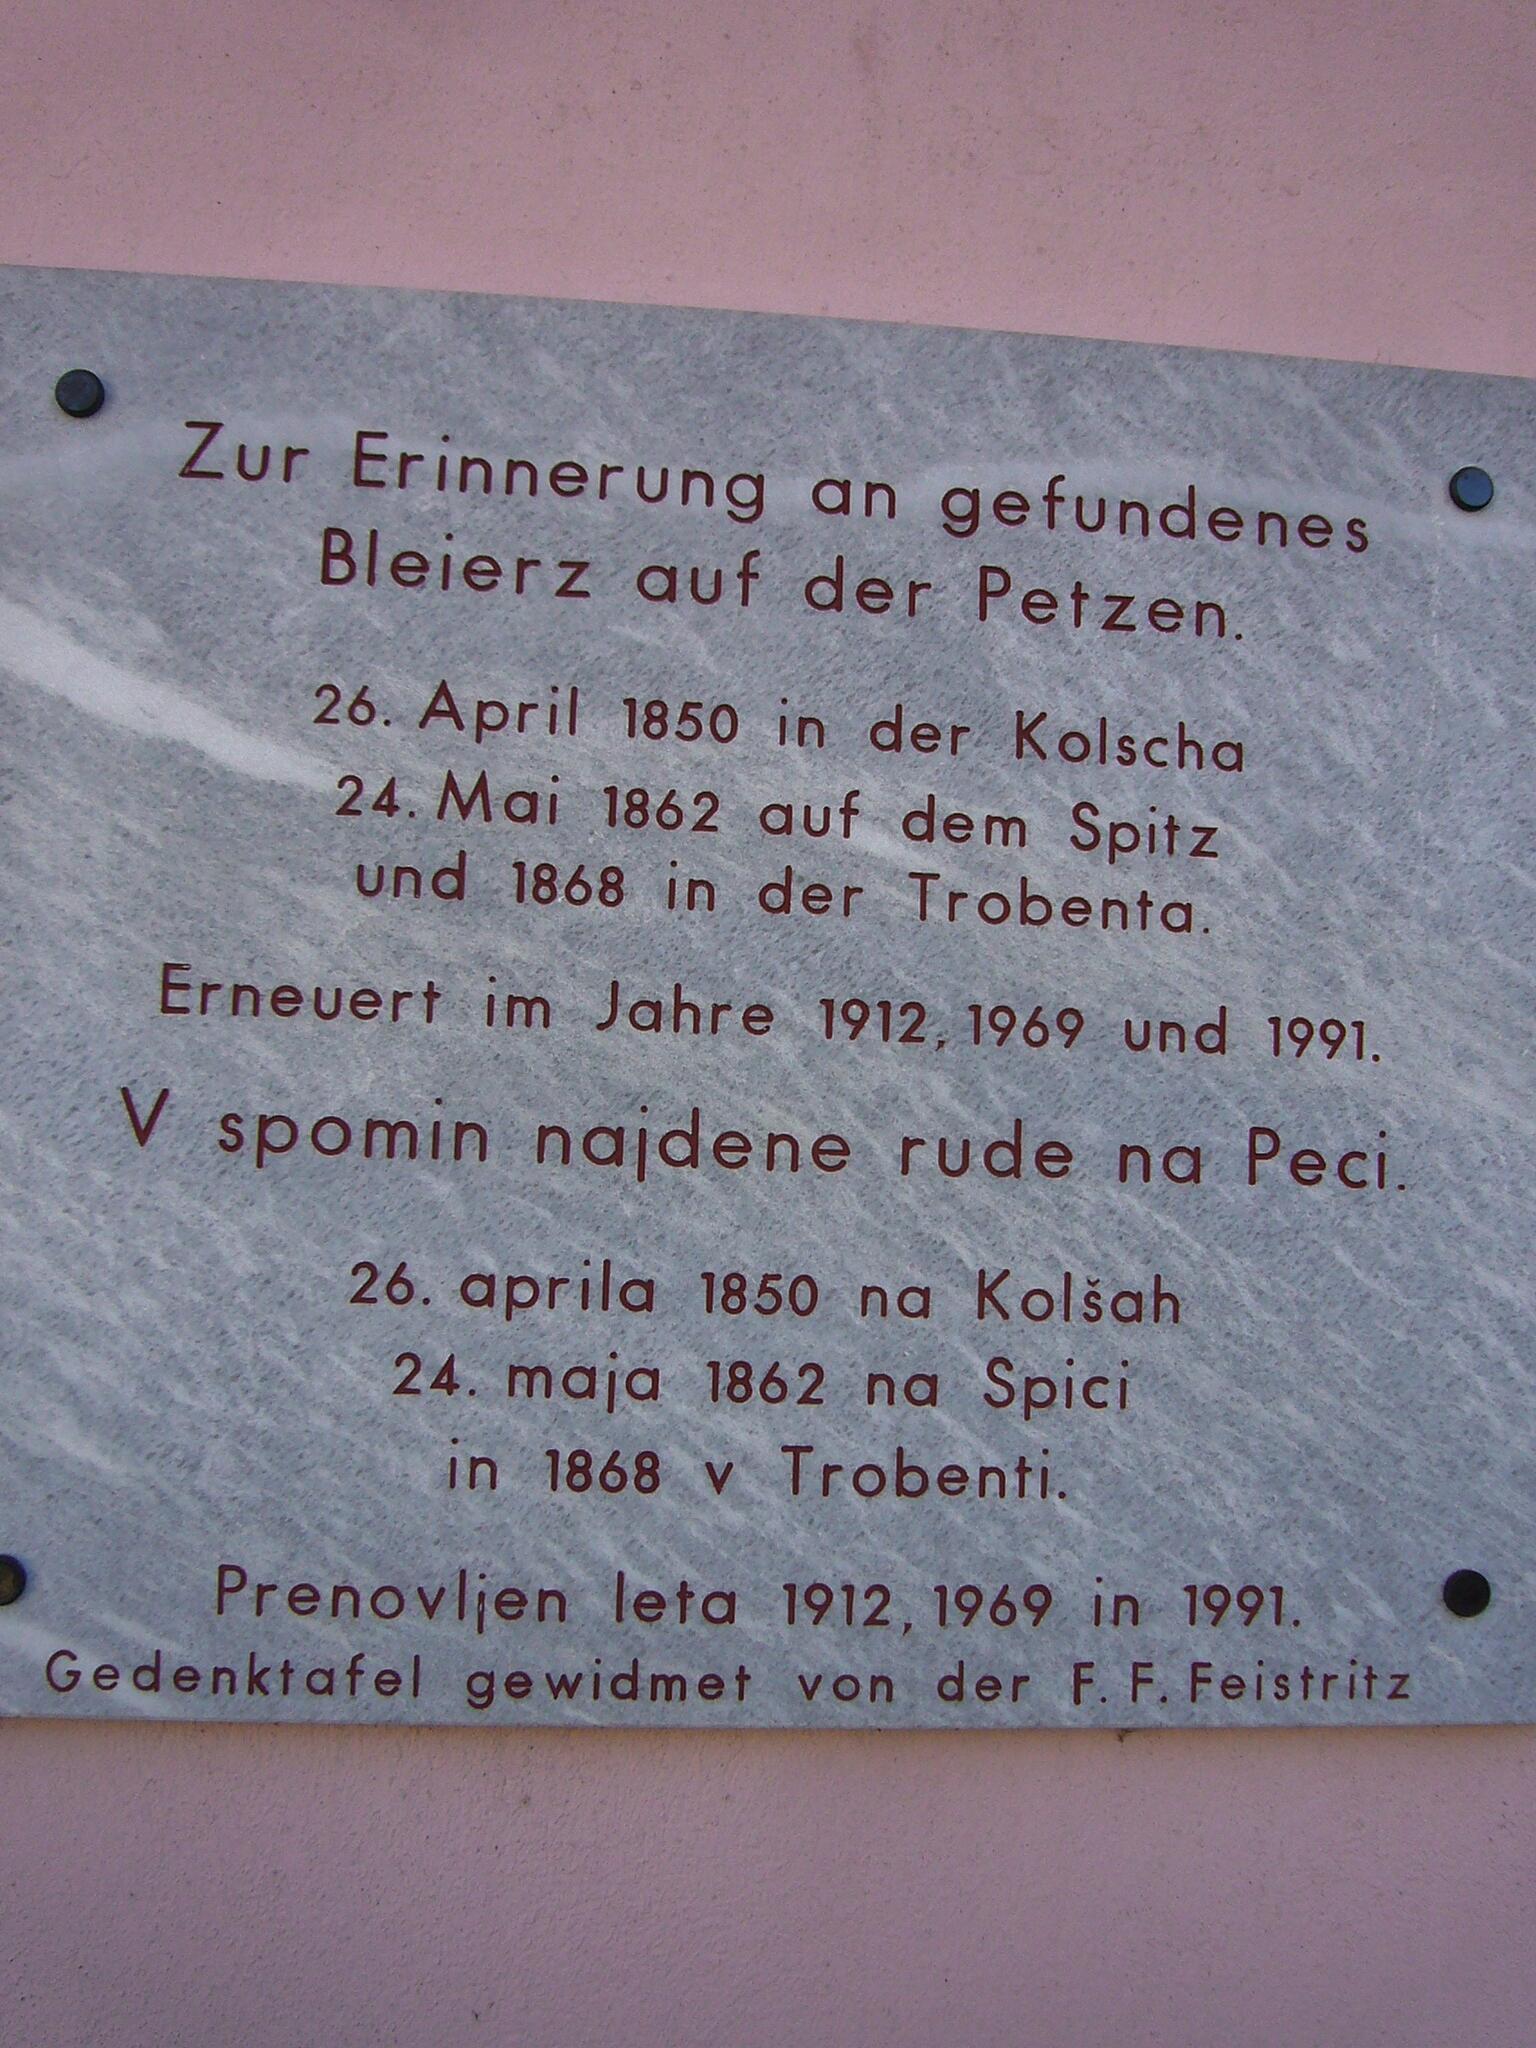 Zur Erinnerung an gefundenes
Bleierz auf der Petzen.
26. April 1850 in der Kolscha
24. Mai 1862 auf dem Spitz
und 1868 in der Trobenta.
Erneuert im Jahre 1912, 1969 und 1991.
V spomin najdene rude na Peci.
26. aprila 1850 na Kolšah
24. maja 1862 na Spici
in 1868 v Trobenti.
Prenovljen leta 1912, 1969 in 1991.
Gedenktafel gewidmet von der F. F. Feistritz